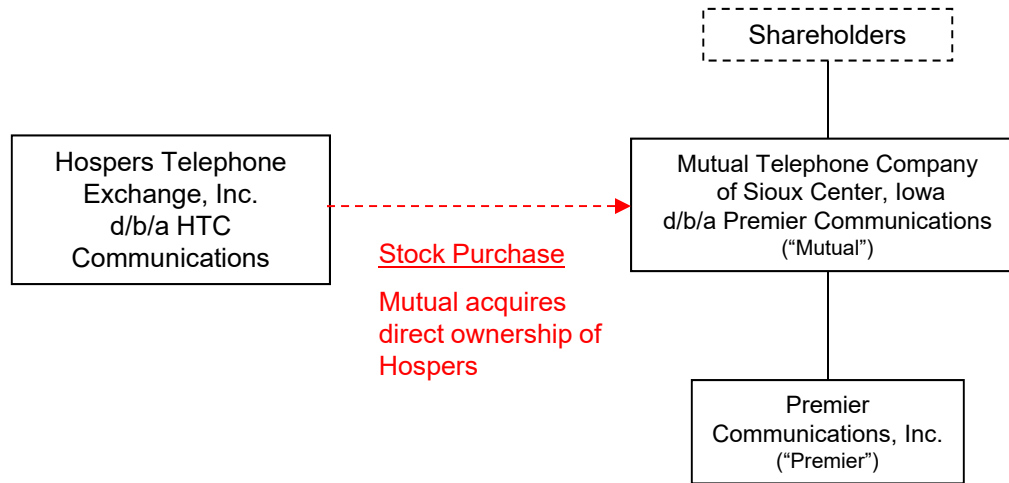 Shareholders
Hospers Telephone
Exchange, Inc.
d/b/a HTC
Communications
Mutual Telephone Company
of Sioux Center, Iowa
d/b/a Premier Communications
(“Mutual”)
Stock Purchase
Mutual acquires
direct ownership of
Hospers
Premier
Communications, Inc.
(“Premier”)